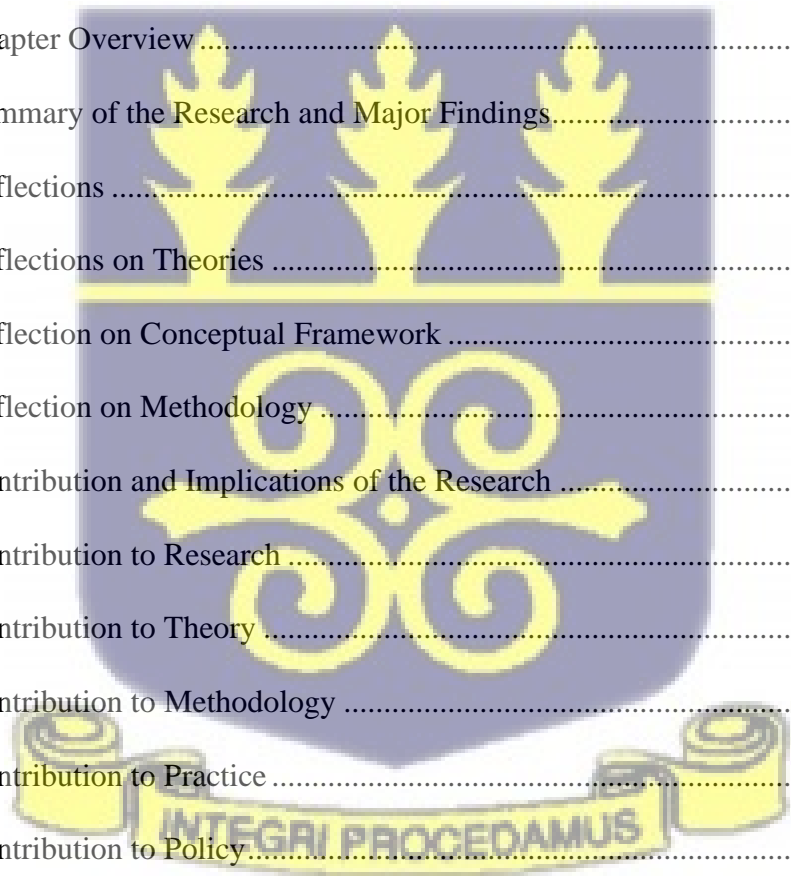 apter Overview ........................................................................
mmary of the Research and Major Findings..............................
flections ....................................................................................
flections on Theories .................................................................
flection on Conceptual Framework ...........................................
flection on Methodology ...........................................................
ntribution and Implications of the Research .............................
ntribution to Research ...............................................................
ntribution to Theory ..................................................................
ntribution to Methodology ........................................................
ntribution to Practice .................................................................
INTEGRI PROCEDAMUS
ntribution to Policy....................................................................